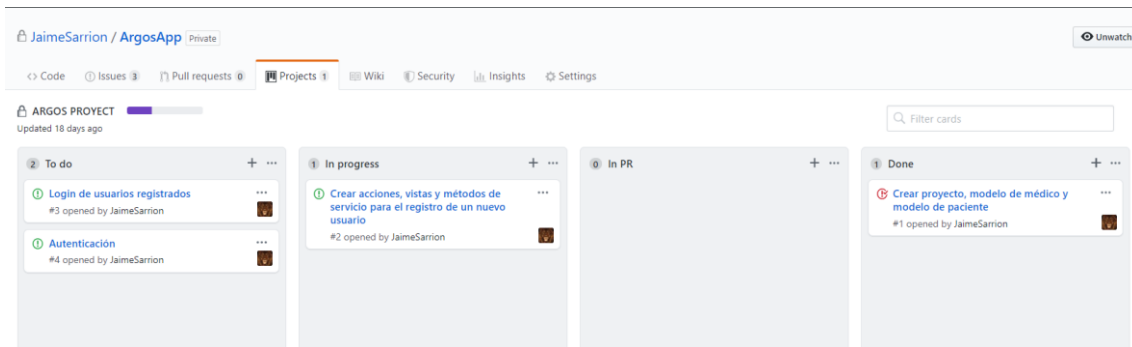 JaimeSarrion / ArgosApp Private
Unwatch
Code Issues 3 Pull requests 0 Projects 1 Wiki Security Insights Settings
ARGOS PROYECT
Updated 18 days ago
Filter cards
2 To do
Login de usuarios registrados
#3 opened by JaimeSarrion
Autenticación
#4 opened by JaimeSarrion
1 In progress
Crear acciones, vistas y métodos de
servicio para el registro de un nuevo
usuario
#2 opened by JaimeSarrion
0 In PR
1 Done
Crear proyecto, modelo de médico y
modelo de paciente
#1 opened by JaimeSarrion